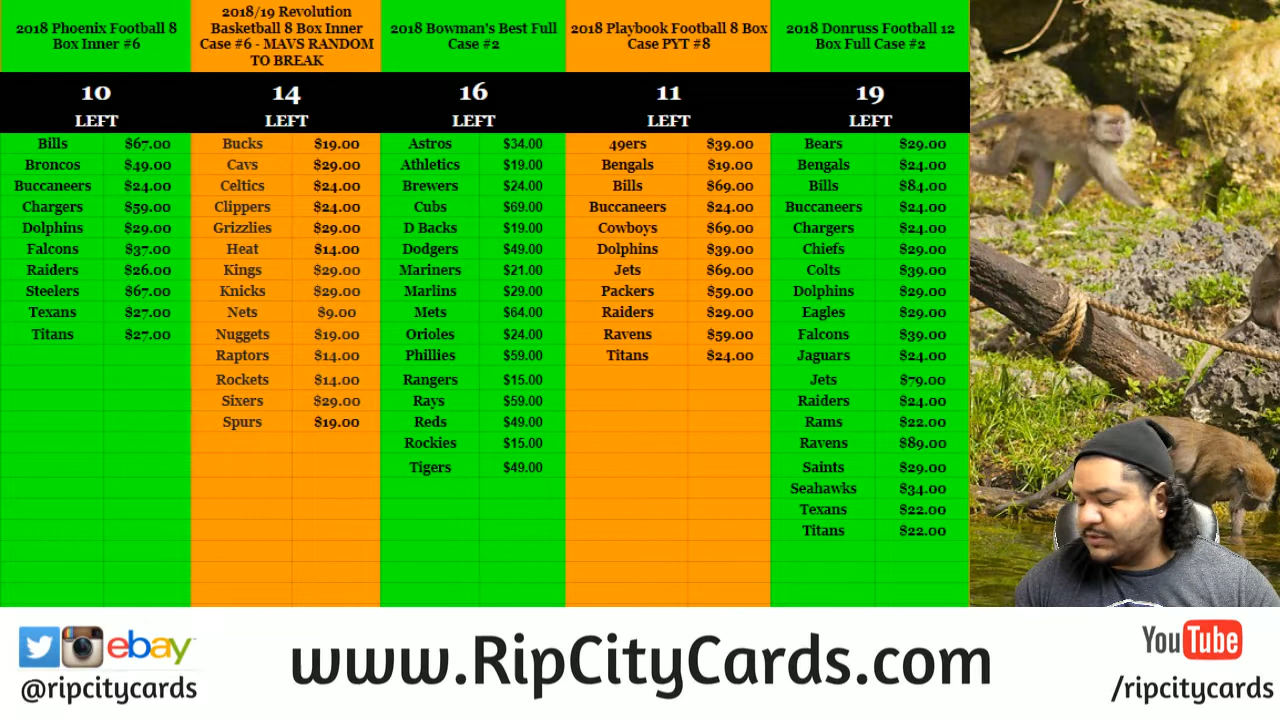 2018 Phoenix Football 8
Box Inner #6
10
LEFT
Bills $67.00
Broncos $49.00
Buccaneers $24.00
Chargers $59.00
Dolphins $29.00
Falcons $37.00
Raiders $26.00
Steelers $67.00
Texans $27.00
Titans $27.00
2018/19 Revolution
Basketball 8 Box Inner
Case #6 - MAVS RANDOM
TO BREAK
14
LEFT
Bucks $19.00
Cavs $29.00
Celtics $24.00
Clippers $24.00
Grizzlies $29.00
Heat $14.00
Kings $29.00
Knicks $29.00
Nets $9.00
Nuggets $19.00
Raptors $14.00
Rockets $14.00
Sixers $29.00
Spurs $19.00
2018 Bowman's Best Full
Case #2
16
LEFT
Astros $34.00
Athletics $19.00
Brewers $24.00
Cubs $69.00
D Backs $19.00
Dodgers $49.00
Mariners $21.00
Marlins $29.00
Mets $64.00
Orioles $24.00
Phillies $59.00
Rangers $15.00
Rays $59.00
Reds $49.00
Rockies $15.00
Tigers $49.00
2018 Playbook Football 8 Box
Case PYT #8
11
LEFT
49ers $39.00
Bengals $19.00
Bills $69.00
Buccaneers $24.00
Cowboys $69.00
Dolphins $39.00
Jets $69.00
Packers $59.00
Raiders $29.00
Ravens $59.00
Titans $24.00
2018 Donruss Football 12
Box Full Case #2
19
LEFT
Bears $29.00
Bengals $24.00
Bills $84.00
Buccaneers $24.00
Chargers $24.00
Chiefs $29.00
Colts $39.00
Dolphins $29.00
Eagles $29.00
Falcons $39.00
Jaguars $24.00
Jets $79.00
Raiders $24.00
Rams $22.00
Ravens $89.00
Saints $29.00
Seahawks $34.00
Texans $22.00
Titans $22.00
ebay
@ripcitycards
www.RipCityCards.com
YouTube
/ripcitycards